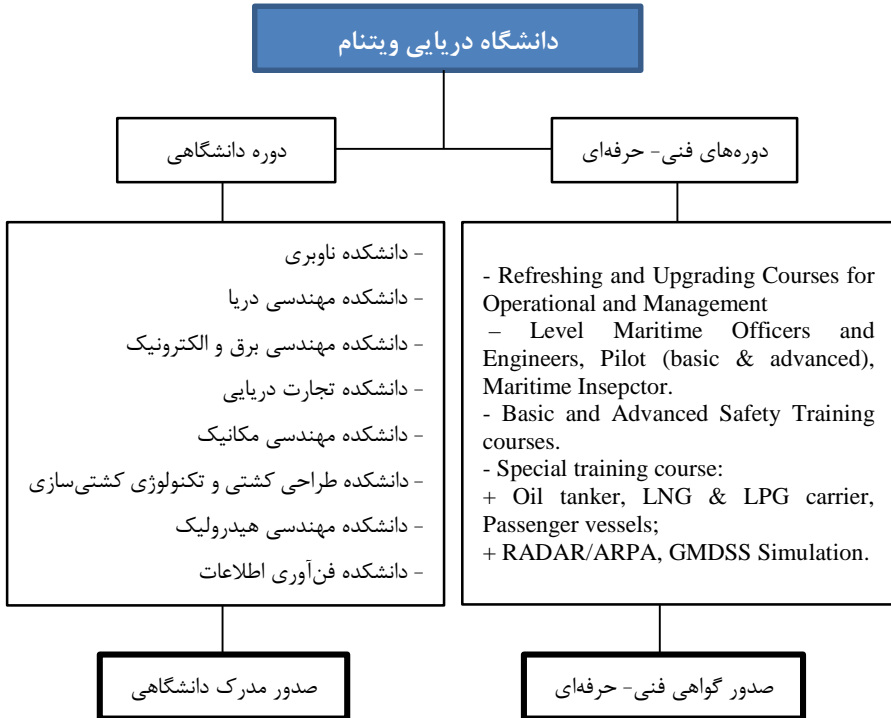 دانشگاه دریایی ویتنام
دوره‌های فنی- حرفه‌ای
دوره دانشگاهی
- Refreshing and Upgrading Courses for
Operational and Management
– Level Maritime Officers and
Engineers, Pilot (basic & advanced),
Maritime Insepctor.
- Basic and Advanced Safety Training
courses.
- Special training course:
+ Oil tanker, LNG & LPG carrier,
Passenger vessels;
+ RADAR/ARPA, GMDSS Simulation.
- دانشکده ناوبری
- دانشکده مهندسی دریا
- دانشکده مهندسی برق و الکترونیک
- دانشکده تجارت دریایی
- دانشکده مهندسی مکانیک
- دانشکده طراحی کشتی و تکنولوژی کشتی‌سازی
- دانشکده مهندسی هیدرولیک
- دانشکده فن‌آوری اطلاعات
صدور گواهی فنی- حرفه‌ای
صدور مدرک دانشگاهی